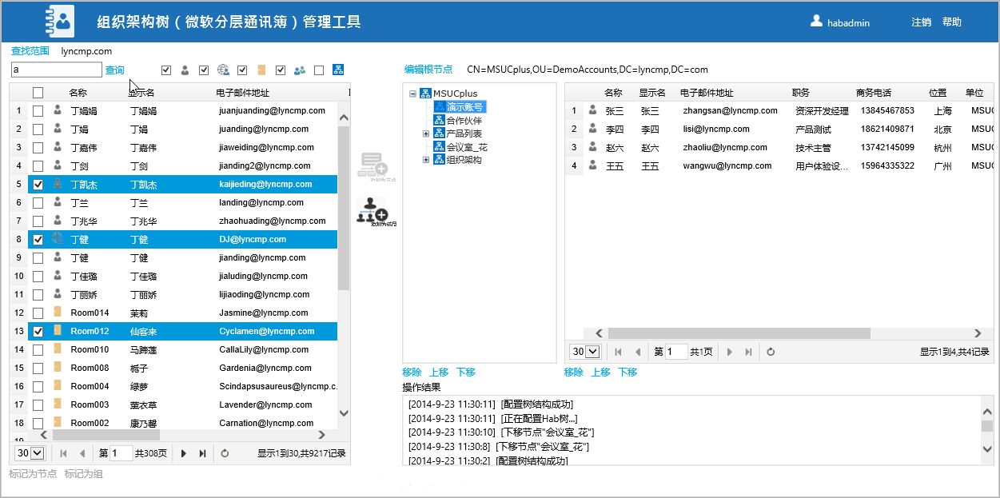 组织架构树（微软分层通讯簿）管理工具
habadmin 注销 帮助
查找范围 lyncmp.com
a 查询
编辑根节点 CN=MSUCplus,OU=DemoAccounts,DC=lyncmp,DC=com
名称 显示名 电子邮件地址
1 丁娟娟 丁娟娟 juanjuanding@lyncmp.com
2 丁娟 丁娟 juanding@lyncmp.com
3 丁嘉伟 丁嘉伟 jiaweiding@lyncmp.com
4 丁剑 丁剑 jianding2@lyncmp.com
5 丁凯杰 丁凯杰 kaijieding@lyncmp.com
6 丁兰 丁兰 landing@lyncmp.com
7 丁兆华 丁兆华 zhaohuading@lyncmp.com
8 丁健 丁健 DJ@lyncmp.com
9 丁健 丁健 jianding@lyncmp.com
10 丁佳璐 丁佳璐 jialuding@lyncmp.com
11 丁丽娇 丁丽娇 lijiaoding@lyncmp.com
12 Room014 茉莉 Jasmine@lyncmp.com
13 Room012 仙客来 Cyclamen@lyncmp.com
14 Room010 马蹄莲 CallaLily@lyncmp.com
15 Room008 栀子 Gardenia@lyncmp.com
16 Room004 绿萝 Scindapsusaureus@lyncmp.c.
17 Room003 薰衣草 Lavender@lyncmp.com
18 Room002 康乃馨 Carnation@lyncmp.com
19
30 第 1 共308页 显示1到30,共9217记录
标记为节点 标记为组
添加为成员
MSUCplus
演示账号
合作伙伴
产品列表
会议室_花
组织架构
名称 显示名 电子邮件地址 职务 商务电话 位置 单位
1 张三 张三 zhangsan@lyncmp.com 资深开发经理 13845467853 上海 MSUC
2 李四 李四 lisi@lyncmp.com 产品测试 18621409871 北京 MSUC
3 赵六 赵六 zhaoliu@lyncmp.com 技术主管 13742145099 杭州 MSUC
4 王五 王五 wangwu@lyncmp.com 用户体验设... 15964335322 广州 MSUC
30 第 1 共1页 显示1到4,共4记录
移除 上移 下移
移除 上移 下移
操作结果
[2014-9-23 11:30:11] [配置树结构成功]
[2014-9-23 11:30:11] [正在配置Hab树...]
[2014-9-23 11:30:10] [下移节点"会议室_花"]
[2014-9-23 11:30:8] [下移节点"会议室_花"]
[2014-9-23 11:30:2] [配置树结构成功]